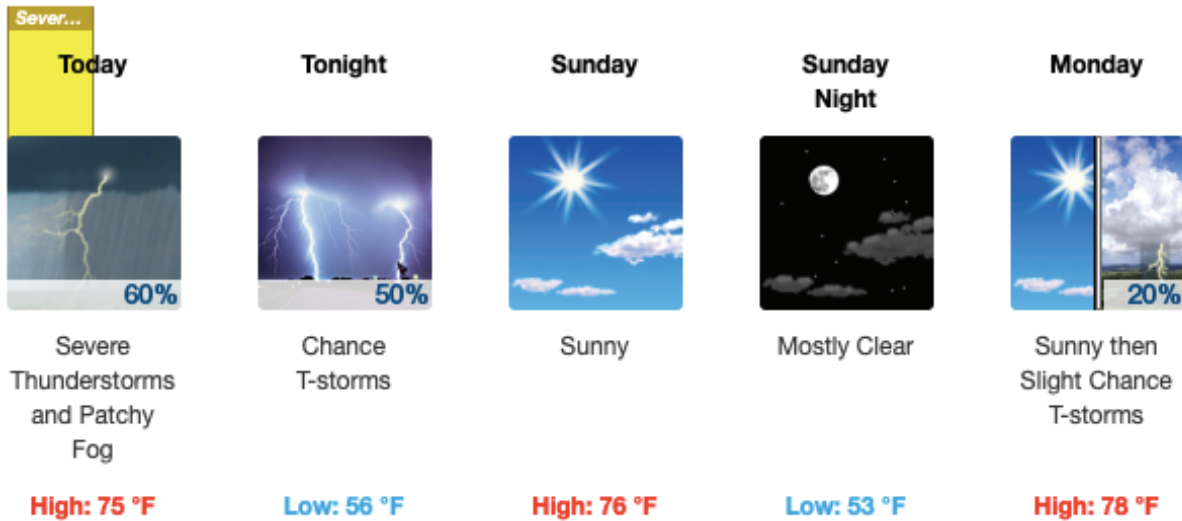 Sever...
Today
Tonight
Sunday
Sunday
Night
Monday
60%
50%
20%
Severe
Thunderstorms
and Patchy
Fog
Chance
T-storms
Sunny
Mostly Clear
Sunny then
Slight Chance
T-storms
High: 75 °F
Low: 56 °F
High: 76 °F
Low: 53 °F
High: 78 °F